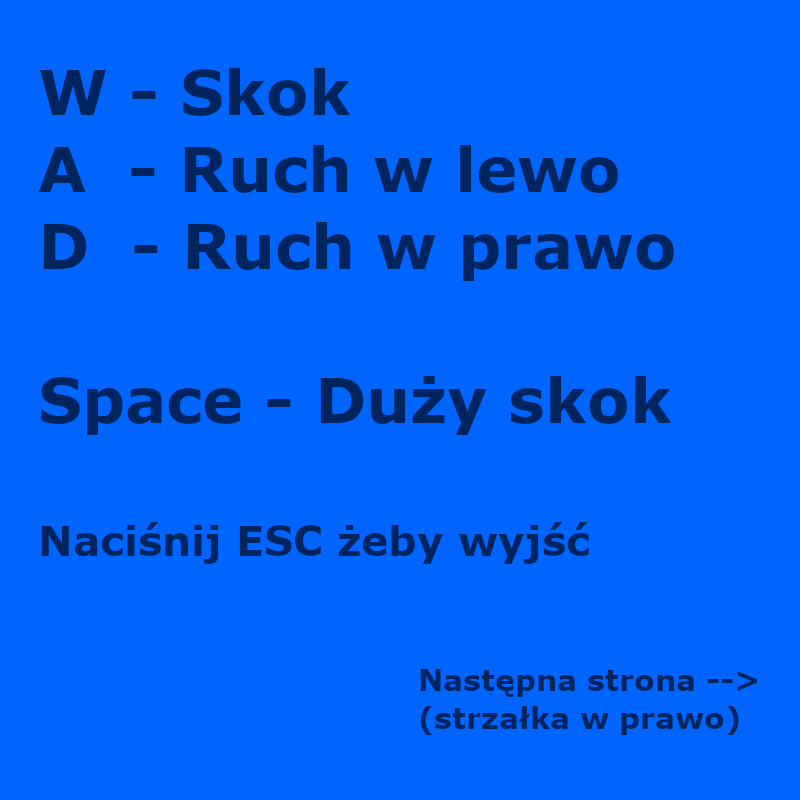 W - Skok
A - Ruch w lewo
D - Ruch w prawo
Space - Duży skok
Naciśnij ESC żeby wyjść
Następna strona -->
(strzałka w prawo)